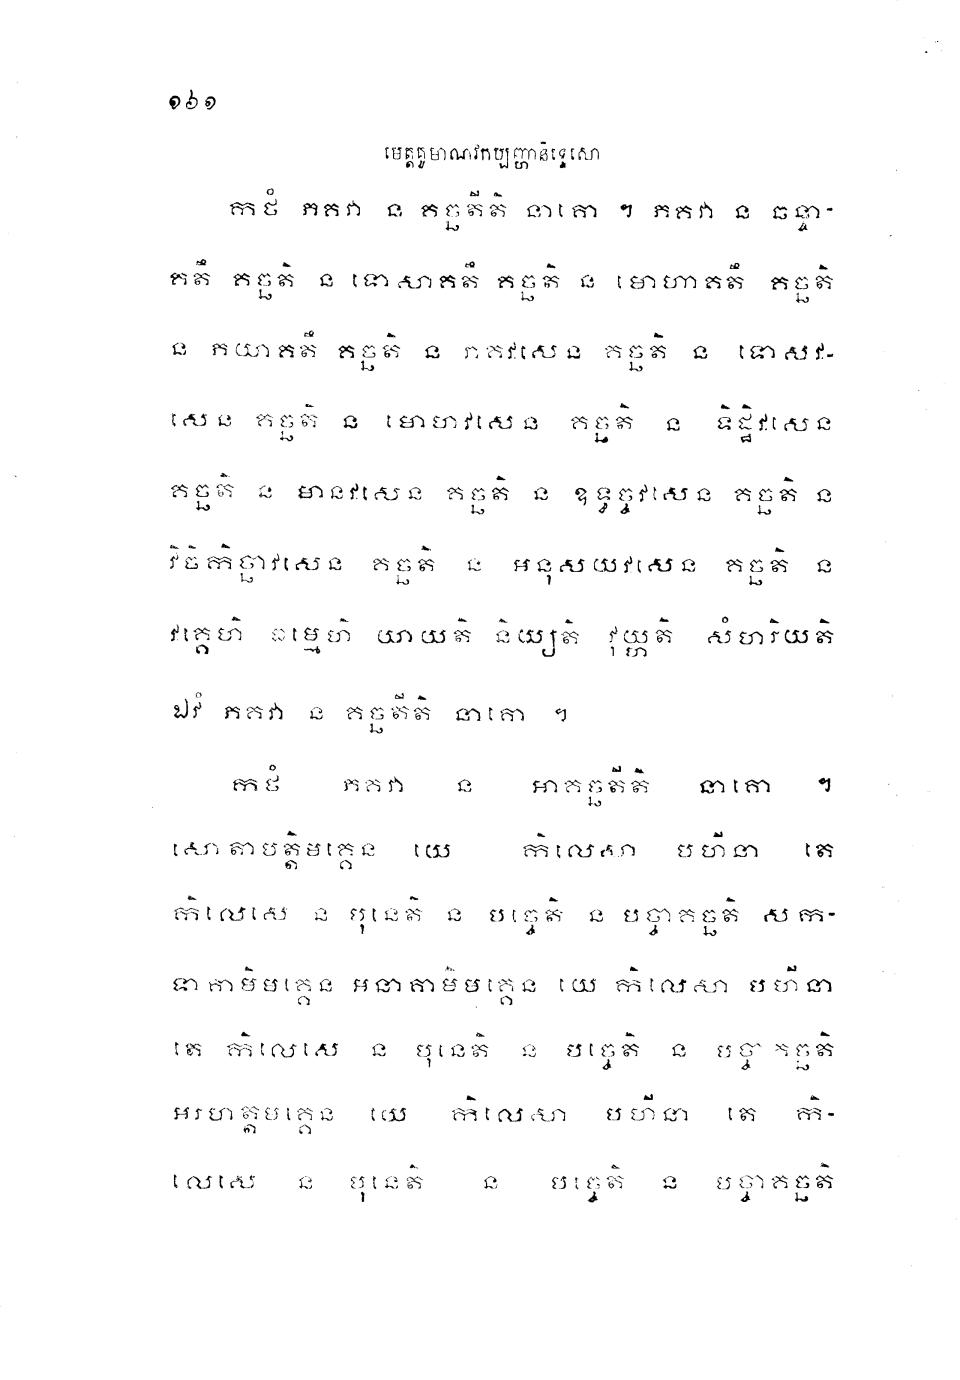 ១៦១
មេត្តគូមាណវកប្បញ្ហានិទ្ទេសោ
កថំ ភគវា ន គច្ឆតីតិ នាគោ ។ ភគវា ន ឆន្ទា-
គតឹ គច្ឆតិ ន ទោសាគតឹ គច្ឆតិ ន មោហាគតឹ គច្ឆតិ
ន ភយាគតឹ គច្ឆតិ ន រាគវសេន គច្ឆតិ ន ទោសវ-
សេន គច្ឆតិ ន មោហវសេន គច្ឆតិ ន ទិដ្ឋិវសេន
គច្ឆតិ ន មានវសេន គច្ឆតិ ន ឧទ្ធច្ចវសេន គច្ឆតិ ន
វិចិកិច្ឆាវសេន គច្ឆតិ ន អនុសយវសេន គច្ឆតិ ន
វគ្គេហិ ធម្មេហិ យាយតិ និយ្យតិ វុយ្ហតិ សំហរិយតិ
ឯវំ ភគវា ន គច្ឆតីតិ នាគោ ។
កថំ ភគវា ន អាគច្ឆតីតិ នាគោ ។
សោតាបត្តិមគ្គេន យេ កិលេសា បហីនា តេ
កិលេសេ ន បុនេតិ ន បច្ចេតិ ន បច្ចាគច្ឆតិ សក-
ទាគាមិមគ្គេន អនាគាមិមគ្គេន យេ កិលេសា បហីនា
តេ កិលេសេ ន បុនេតិ ន បច្ចេតិ ន បច្ចាគច្ឆតិ
អរហត្តមគ្គេន យេ កិលេសា បហីនា តេ កិ-
លេសេ ន បុនេតិ ន បច្ចេតិ ន បច្ចាគច្ឆតិ